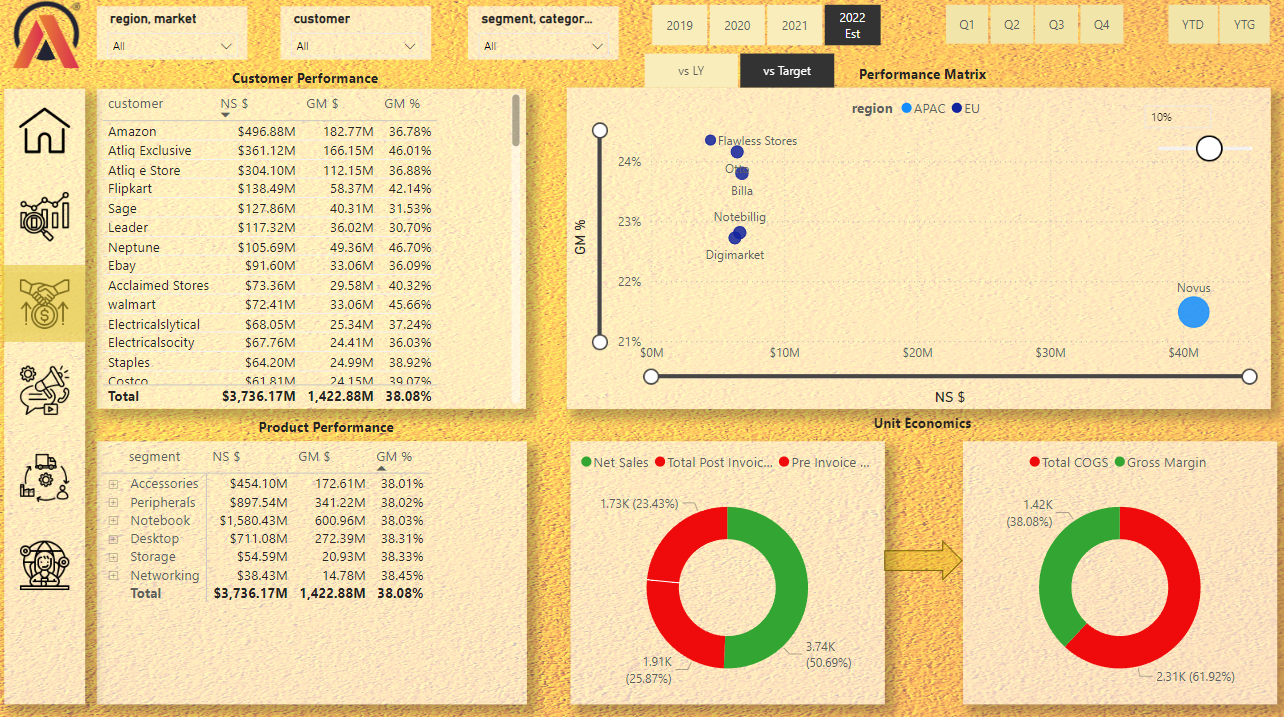 region, market
All
customer
All
segment, categor...
All
2019
2020
2021
2022
Est
Q1
Q2
Q3
Q4
YTD
YTG
vs LY
vs Target
Customer Performance
customer NS $ GM $ GM %
Amazon $496.88M 182.77M 36.78%
Atliq Exclusive $361.12M 166.15M 46.01%
Atliq e Store $304.10M 112.15M 36.88%
Flipkart $138.49M 58.37M 42.14%
Sage $127.86M 40.31M 31.53%
Leader $117.32M 36.02M 30.70%
Neptune $105.69M 49.36M 46.70%
Ebay $91.60M 33.06M 36.09%
Acclaimed Stores $73.36M 29.58M 40.32%
walmart $72.41M 33.06M 45.66%
Electricalslytical $68.05M 25.34M 37.24%
Electricalsocity $67.76M 24.41M 36.03%
Staples $64.20M 24.99M 38.92%
Costco $61.81M 24.15M 39.07%
Total $3,736.17M 1,422.88M 38.08%
Performance Matrix
region APAC EU
10%
GM %
24%
23%
22%
21%
Flawless Stores
Otto
Billa
Notebillig
Digimarket
Novus
$0M $10M $20M $30M $40M
NS $
Product Performance
segment NS $ GM $ GM %
Accessories $454.10M 172.61M 38.01%
Peripherals $897.54M 341.22M 38.02%
Notebook $1,580.43M 600.96M 38.03%
Desktop $711.08M 272.39M 38.31%
Storage $54.59M 20.93M 38.33%
Networking $38.43M 14.78M 38.45%
Total $3,736.17M 1,422.88M 38.08%
Unit Economics
Net Sales Total Post Invoic... Pre Invoice ...
1.73K (23.43%)
1.91K
(25.87%)
3.74K
(50.69%)
Total COGS Gross Margin
1.42K
(38.08%)
2.31K (61.92%)